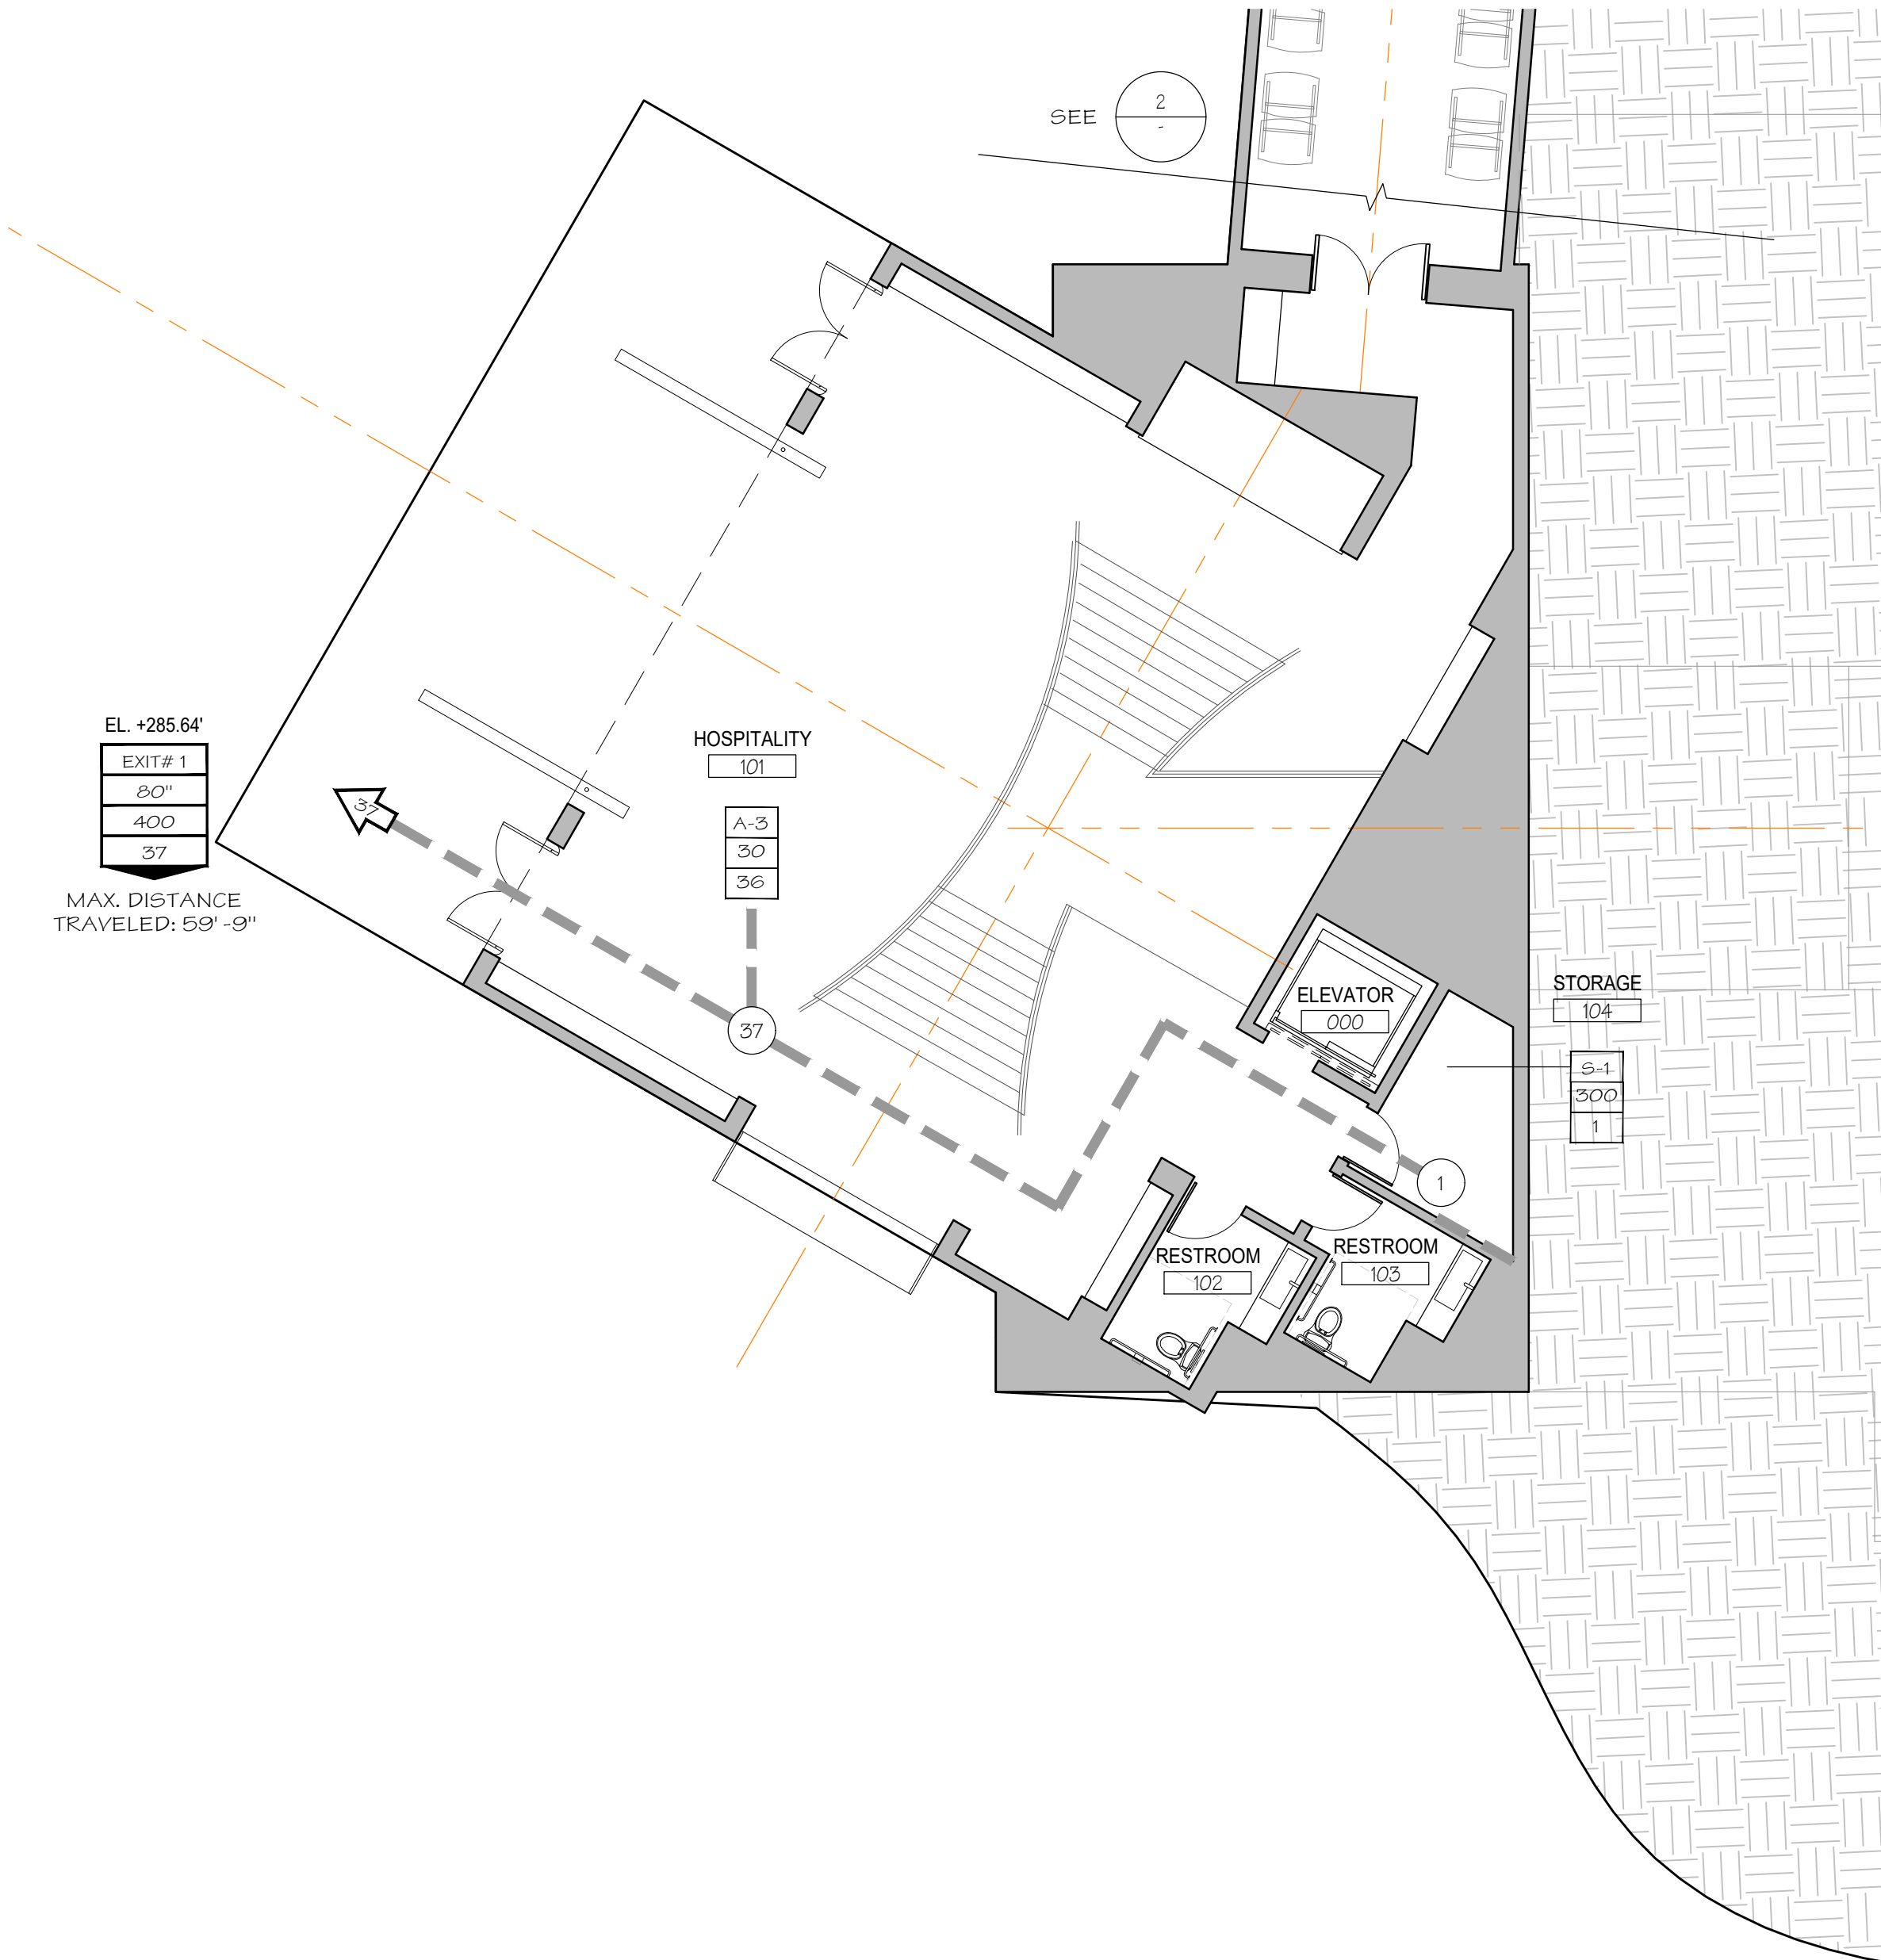 SEE
2
-
EL. +285.64'
EXIT# 1
80"
400
37
MAX. DISTANCE
TRAVELED: 59'-9"
37
HOSPITALITY
101
A-3
30
36
37
ELEVATOR
000
STORAGE
104
S-1
300
1
1
RESTROOM
102
RESTROOM
103